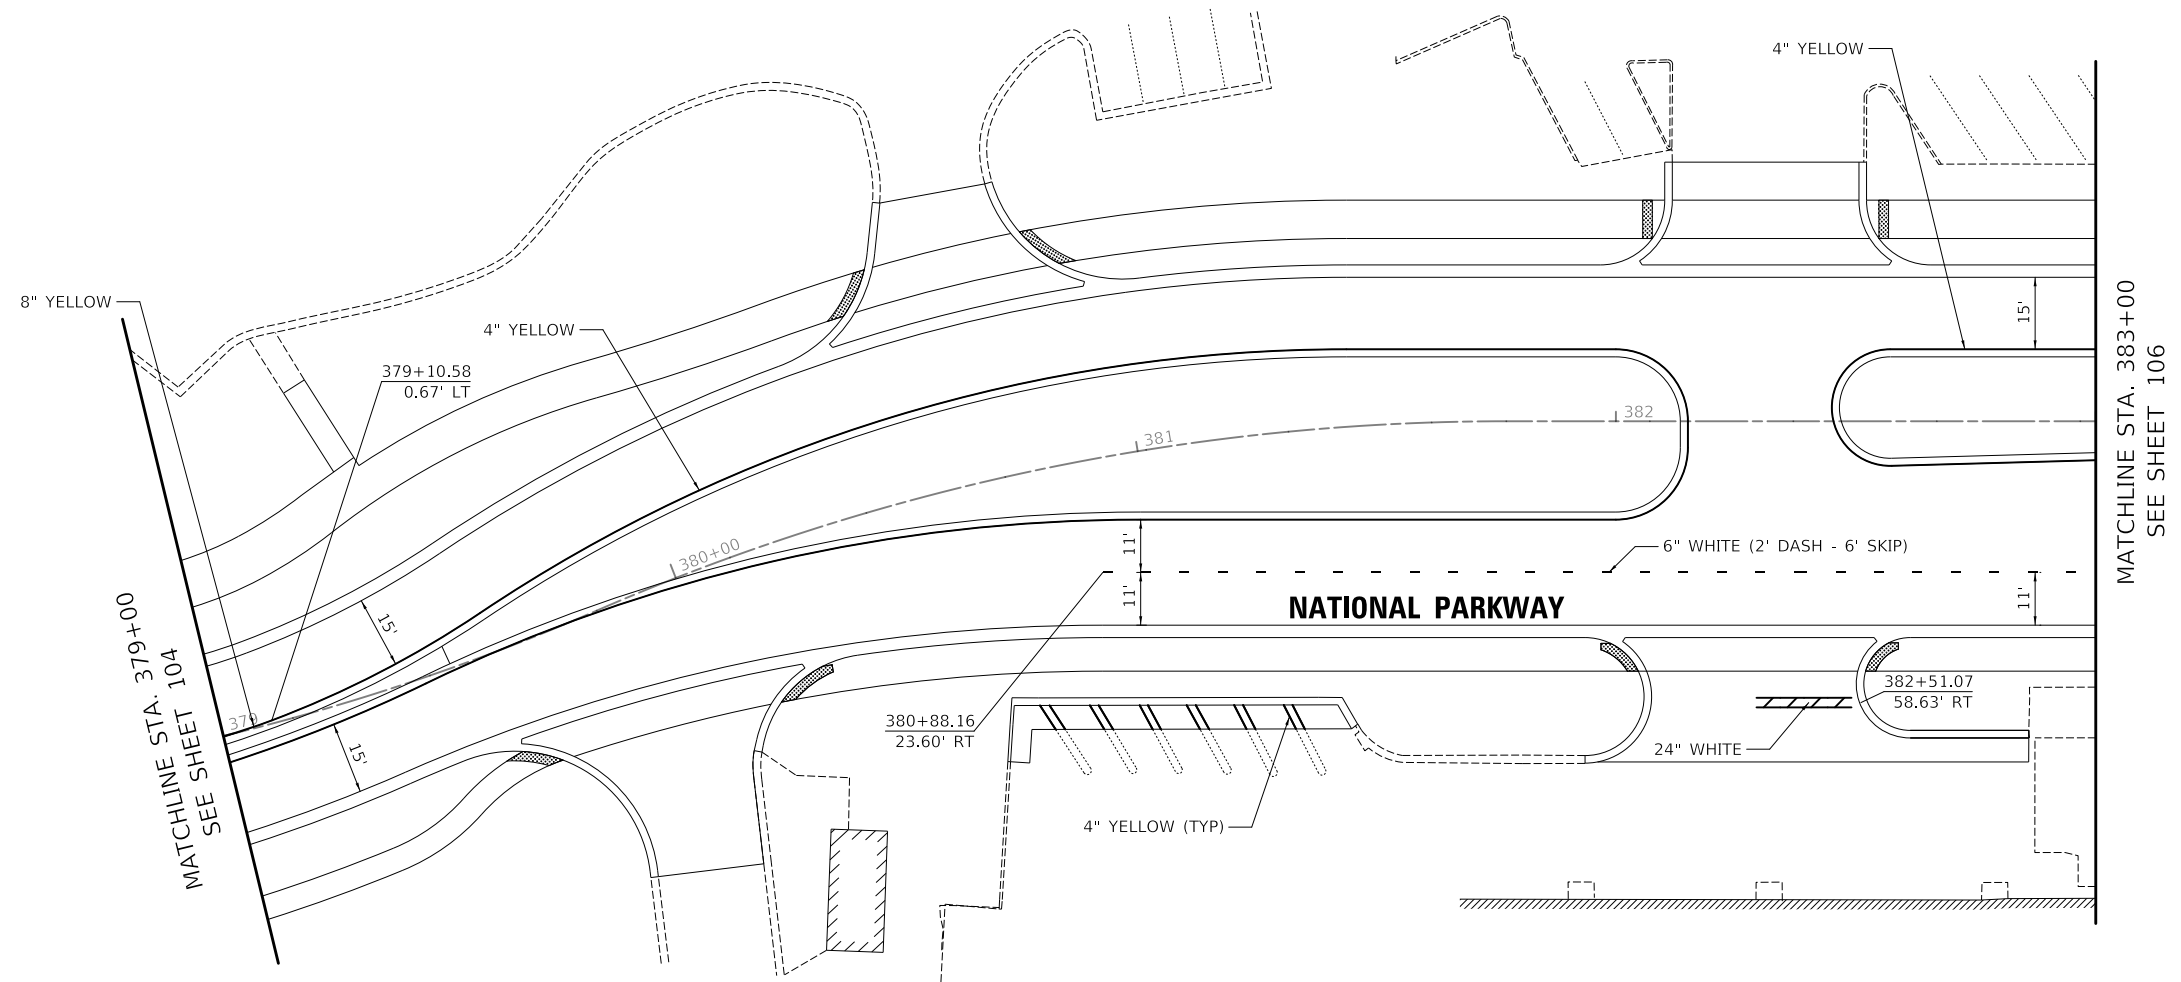 4" YELLOW
8" YELLOW
4" YELLOW
379+10.58
0.67' LT
15'
MATCHLINE STA. 383+00
SEE SHEET 106
382
381
380+00
379
11'
11'
6" WHITE (2' DASH - 6' SKIP)
NATIONAL PARKWAY
11'
15'
15'
MATCHLINE STA. 379+00
SEE SHEET 104
380+88.16
23.60' RT
382+51.07
58.63' RT
24" WHITE
4" YELLOW (TYP)